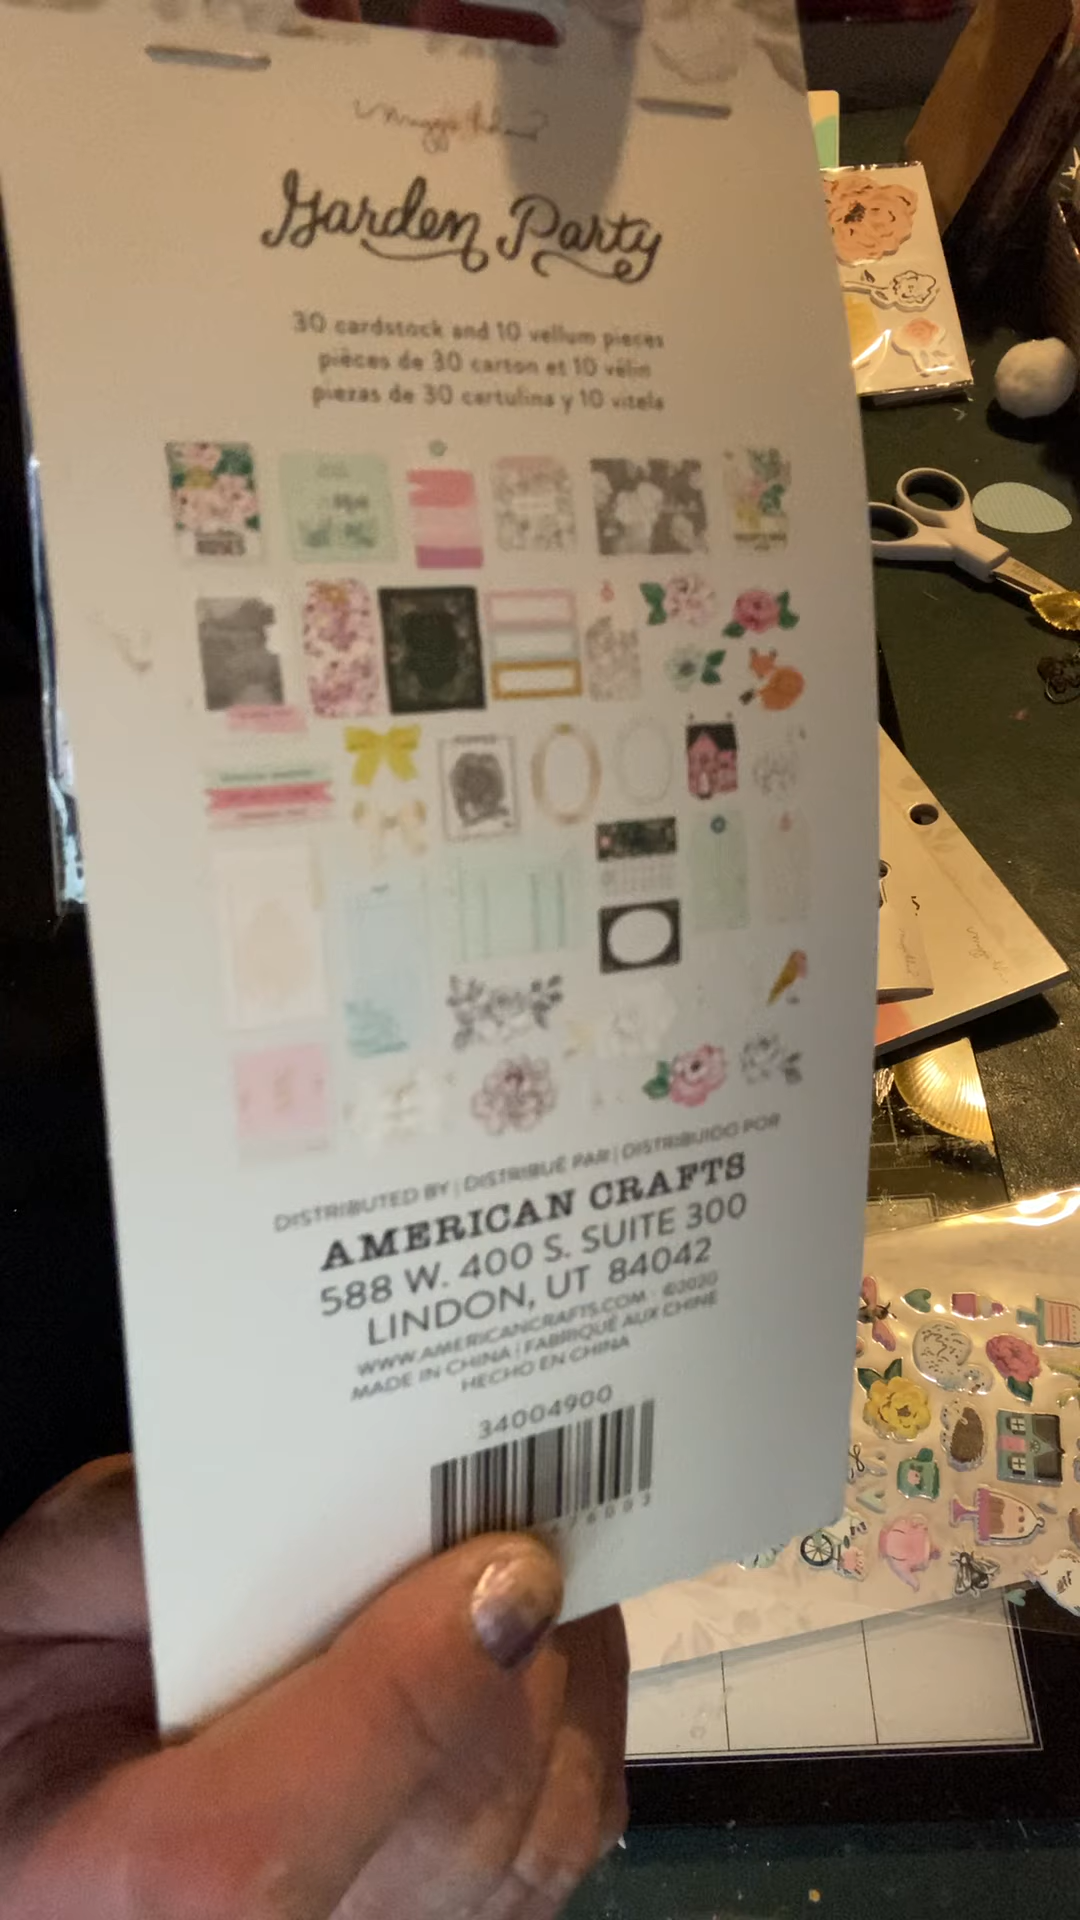 Garden Party
30 cardstock and 10 vellum pieces
pièces de 30 carton et 10 vélin
piezas de 30 cartulina y 10 vitela
ROSES
DISTRIBUTED BY | DISTRIBUÉ PAR | DISTRIBUIDO POR
AMERICAN CRAFTS
588 W. 400 S. SUITE 300
LINDON, UT 84042
WWW.AMERICANCRAFTS.COM ©2020
MADE IN CHINA | FABRIQUÉ AUX CHINE
HECHO EN CHINA
34004900